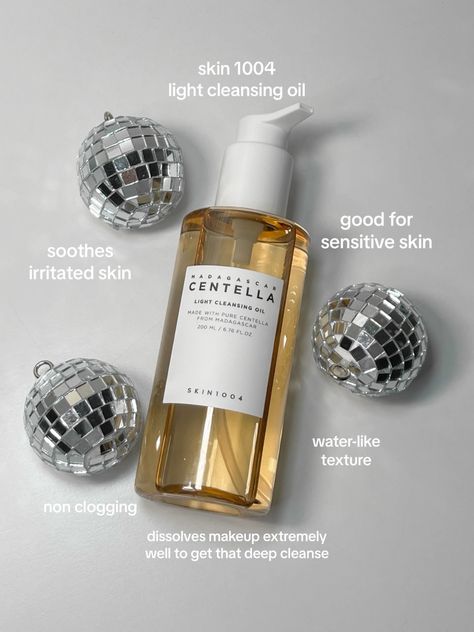 skin 1004
light cleansing oil
soothes
irritated skin
good for
sensitive skin
MADAGASCAR
CENTELLA
LIGHT CLEANSING OIL
MADE WITH PURE CENTELLA
FROM MADAGASCAR
200 ML / 6.76 FL.OZ
SKIN1004
water-like
texture
non clogging
dissolves makeup extremely
well to get that deep cleanse